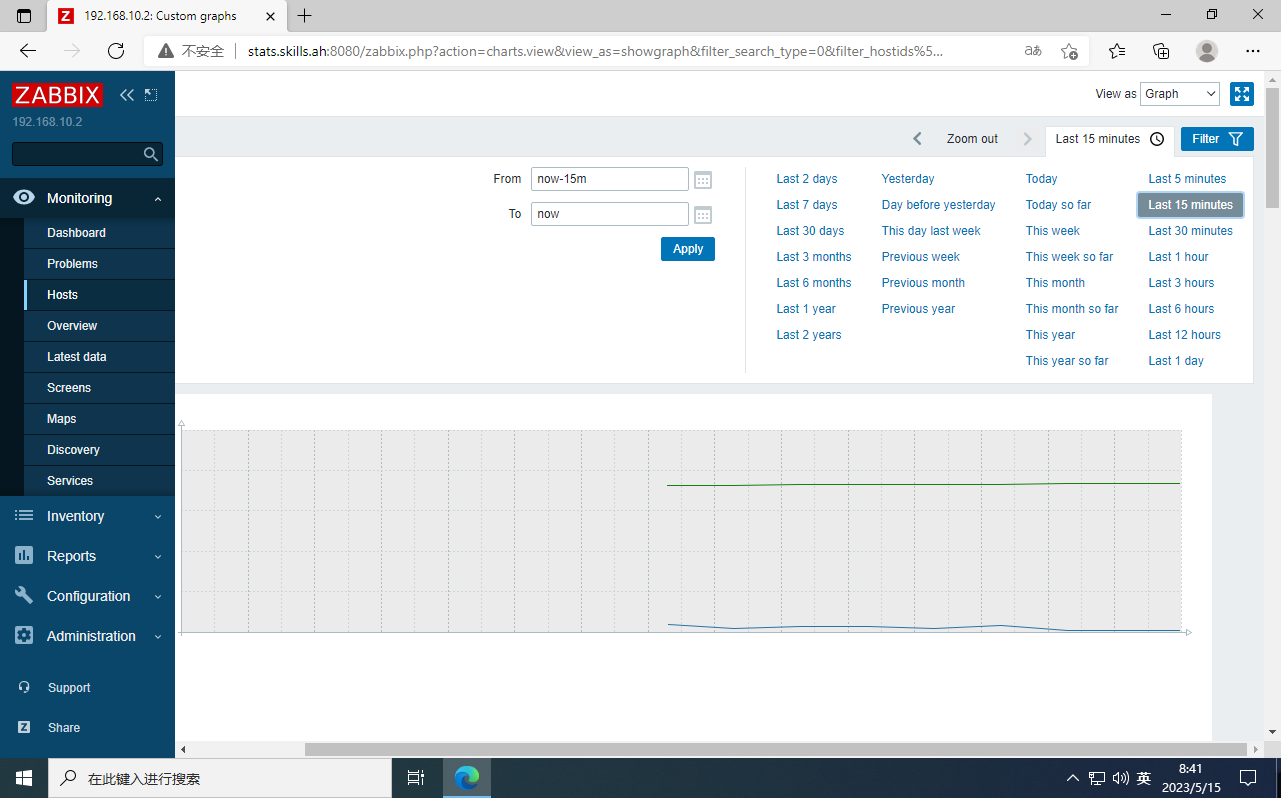 192.168.10.2: Custom graphs
不安全
stats.skills.ah:8080/zabbix.php?action=charts.view&view_as=showgraph&filter_search_type=0&filter_hostids%5...
aあ
ZABBIX
192.168.10.2
Monitoring
Dashboard
Problems
Hosts
Overview
Latest data
Screens
Maps
Discovery
Services
Inventory
Reports
Configuration
Administration
Support
Z Share
View as Graph
Zoom out
Last 15 minutes
Filter
From now-15m
To now
Apply
Last 2 days Yesterday Today Last 5 minutes
Last 7 days Day before yesterday Today so far Last 15 minutes
Last 30 days This day last week This week Last 30 minutes
Last 3 months Previous week This week so far Last 1 hour
Last 6 months Previous month This month Last 3 hours
Last 1 year Previous year This month so far Last 6 hours
Last 2 years This year Last 12 hours
This year so far Last 1 day
在此键入进行搜索
英
8:41
2023/5/15